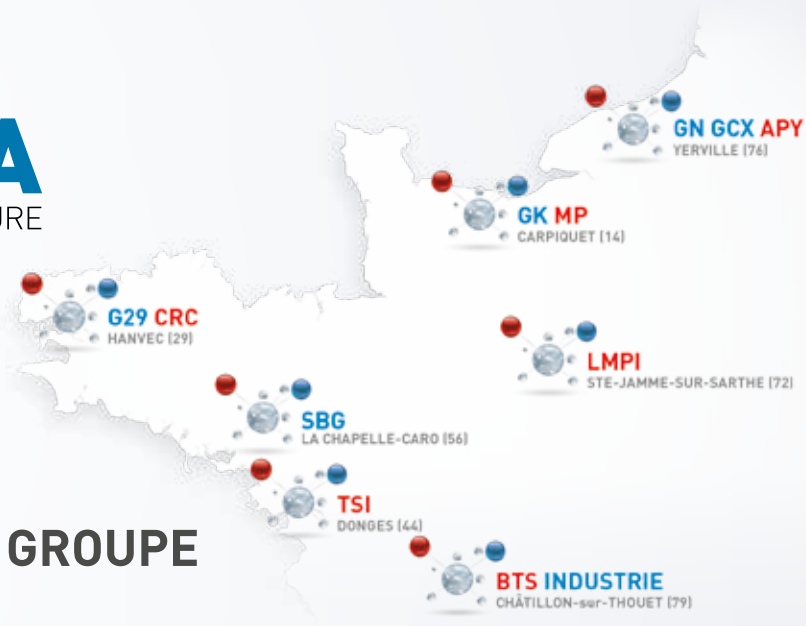 A
URE
GN GCX APY
YERVILLE (76)
GK MP
CARPIQUET (14)
G29 CRC
HANVEC (29)
LMPI
STE-JAMME-SUR-SARTHE (72)
SBG
LA CHAPELLE-CARO (56)
TSI
DONGES (44)
GROUPE
BTS INDUSTRIE
CHÂTILLON-sur-THOUET (79)